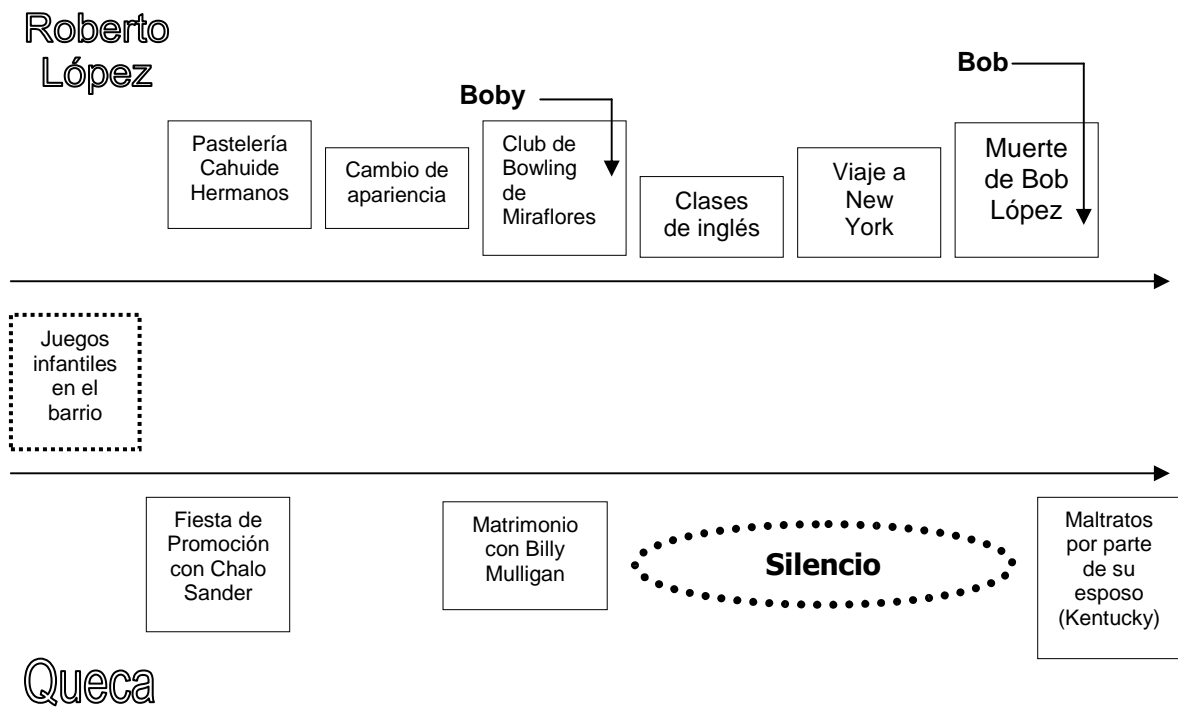 Roberto
López
Boby
Bob
Pastelería
Cahuide
Hermanos
Cambio de
apariencia
Club de
Bowling
de
Miraflores
Clases
de inglés
Viaje a
New
York
Muerte
de Bob
López
Juegos
infantiles
en el
barrio
Fiesta de
Promoción
con Chalo
Sander
Matrimonio
con Billy
Mulligan
Silencio
Maltratos
por parte
de su
esposo
(Kentucky)
Queca